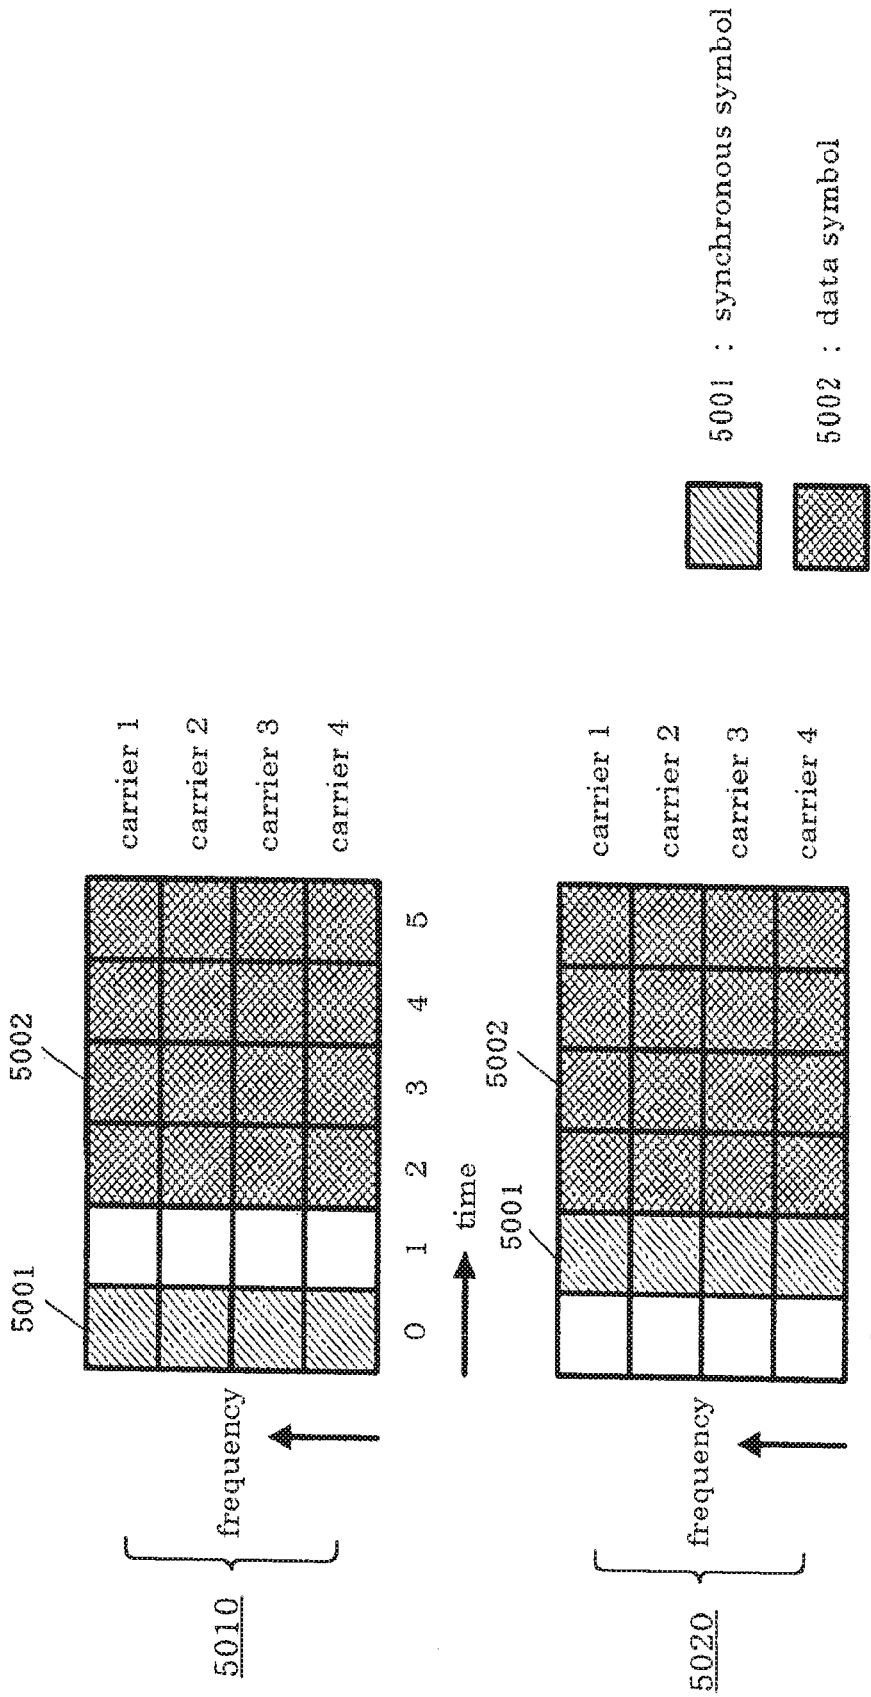 5010
frequency
5001
5002
carrier 1
carrier 2
carrier 3
carrier 4
0 1 2 3 4 5
time
5020
frequency
5001
5002
carrier 1
carrier 2
carrier 3
carrier 4
5001 : synchronous symbol
5002 : data symbol